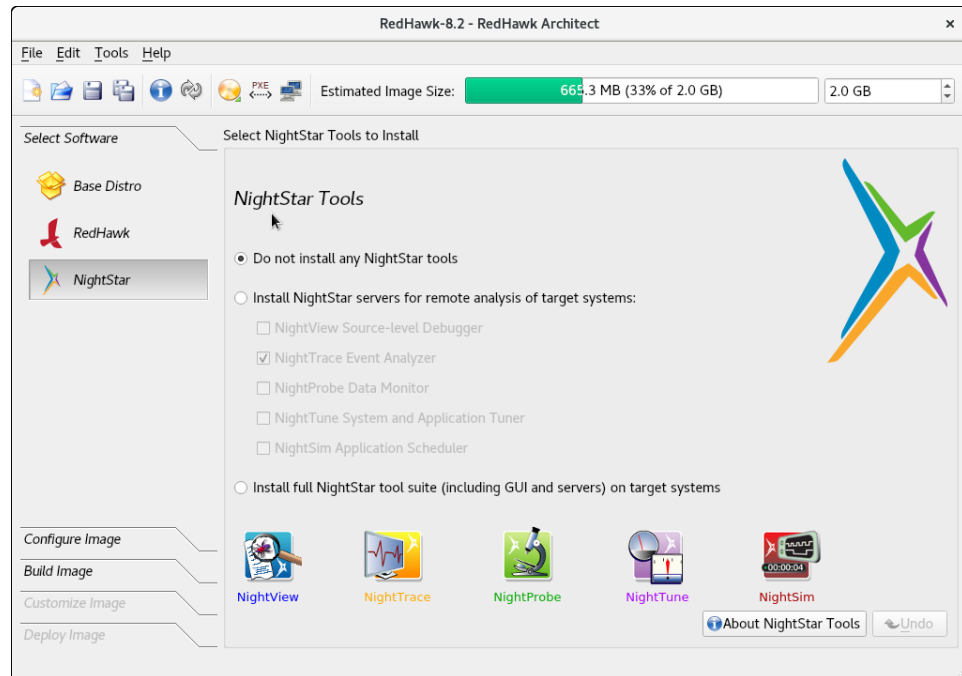 RedHawk-8.2 - RedHawk Architect
File Edit Tools Help
PXE
Estimated Image Size:
665.3 MB (33% of 2.0 GB)
2.0 GB
Select Software
Base Distro
RedHawk
NightStar
Configure Image
Build Image
Customize Image
Deploy Image
Select NightStar Tools to Install
NightStar Tools
Do not install any NightStar tools
Install NightStar servers for remote analysis of target systems:
NightView Source-level Debugger
NightTrace Event Analyzer
NightProbe Data Monitor
NightTune System and Application Tuner
NightSim Application Scheduler
Install full NightStar tool suite (including GUI and servers) on target systems
00:00:04
NightView NightTrace NightProbe NightTune NightSim
About NightStar Tools Undo